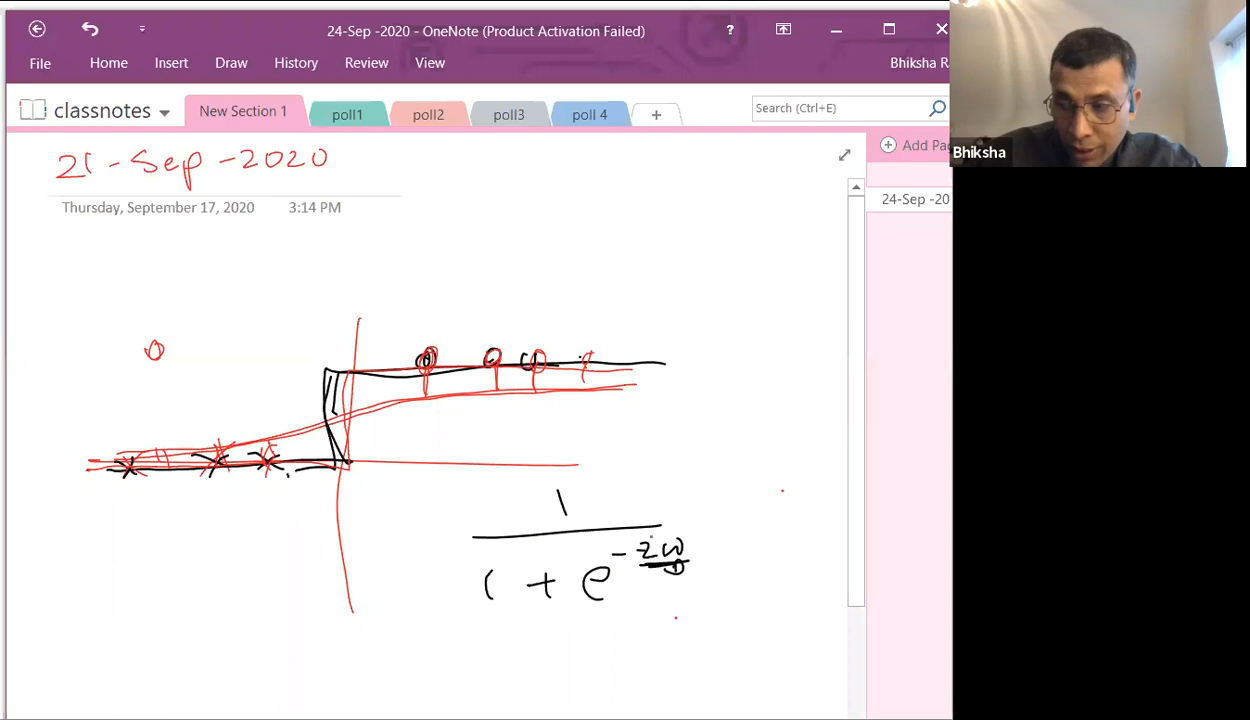 24-Sep -2020 - OneNote (Product Activation Failed)
?
File Home Insert Draw History Review View
Bhiksha R
classnotes
New Section 1
poll1
poll2
poll3
poll 4
+
Search (Ctrl+E)
Bhiksha
21 - Sep - 2020
Add Pa
Thursday, September 17, 2020 3:14 PM
24-Sep -20
1
1 + e^-zω